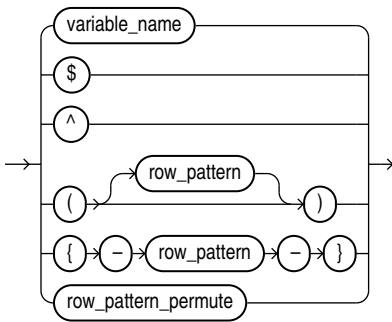 variable_name
$
^
row_pattern
( )
{ – row_pattern – }
row_pattern_permute